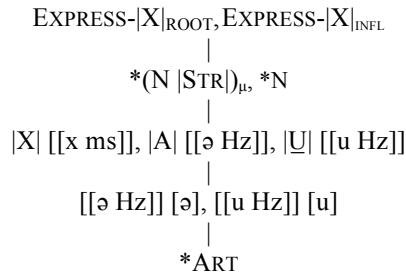 EXPRESS-|X|ROOT, EXPRESS-|X|INFL
*(N |STR|)μ, *N
|X| [[x ms]], |A| [[ə Hz]], |U| [[u Hz]]
[[ə Hz]] [ə], [[u Hz]] [u]
*ART